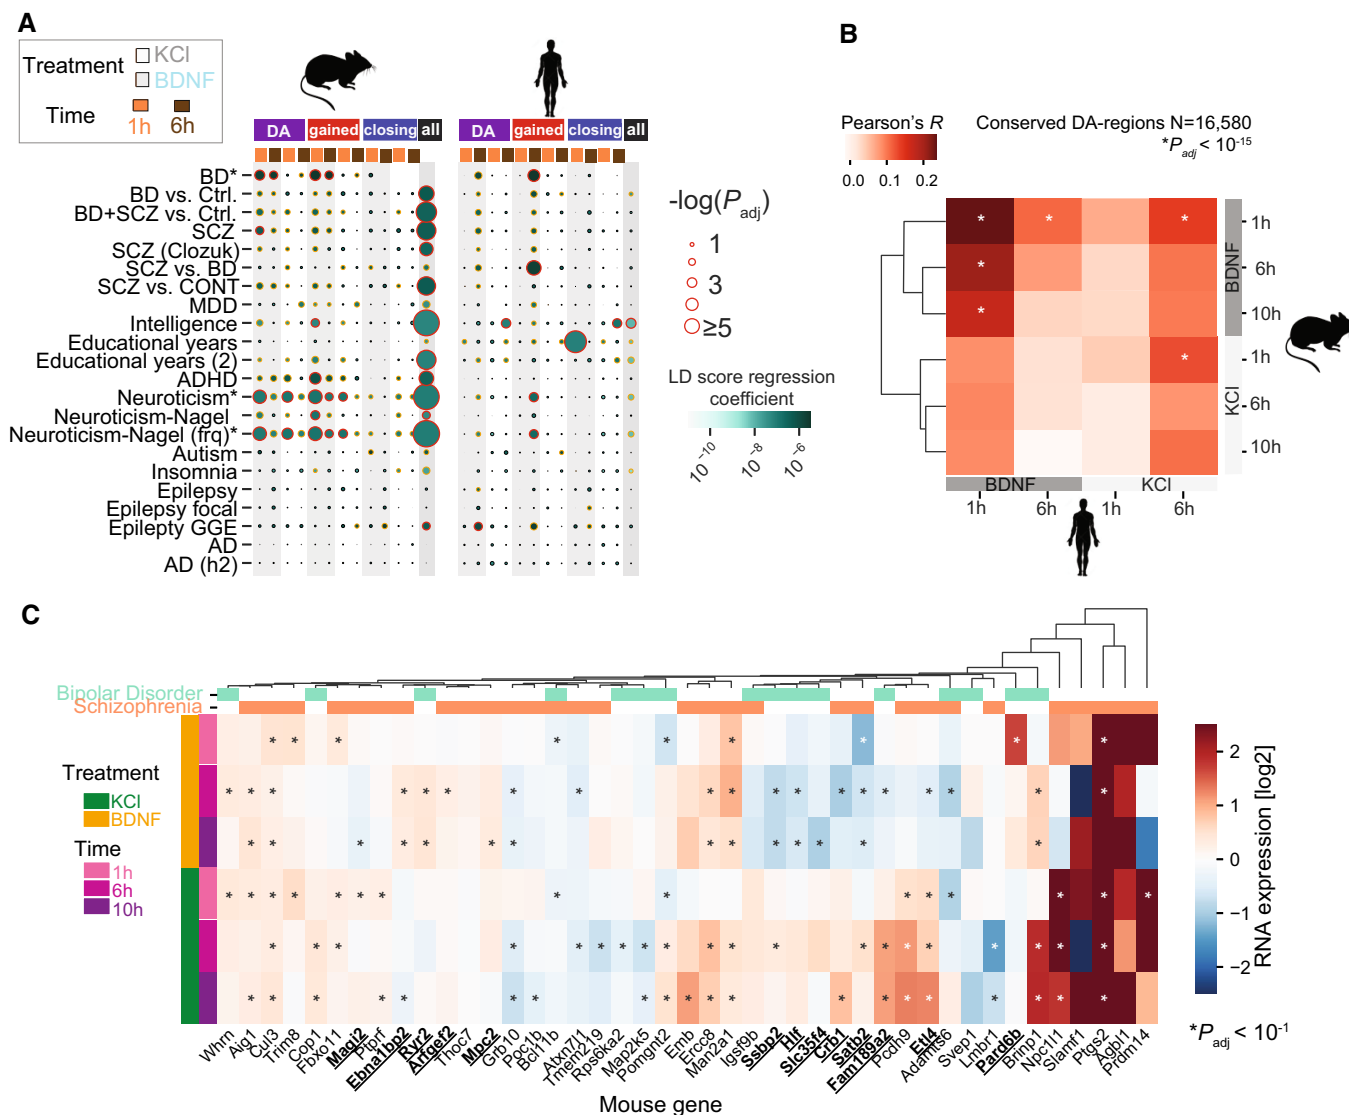 A
Treatment
KCl
BDNF
Time
1h
6h
DA
gained
closing
all
DA
gained
closing
all
BD*
BD vs. Ctrl.
BD+SCZ vs. Ctrl.
SCZ
SCZ (Clozuk)
SCZ vs. BD
SCZ vs. CONT
MDD
Intelligence
Educational years
Educational years (2)
ADHD
Neuroticism*
Neuroticism-Nagel
Neuroticism-Nagel (frq)*
Autism
Insomnia
Epilepsy
Epilepsy focal
Epilepty GGE
AD
AD (h2)
-log(Padj)
1
3
≥5
LD score regression
coefficient
10−10
10−8
10−6
B
Pearson's R
0.0
0.1
0.2
Conserved DA-regions N=16,580
*Padj < 10-15
* * *
*
*
*
1h
6h
10h
1h
6h
10h
BDNF
KCl
BDNF
KCl
1h
6h
1h
6h
C
Bipolar Disorder
Schizophrenia
Treatment
KCl
BDNF
Time
1h
6h
10h
Whrn
Aig1
Cul3
Trim8
Cop1
Fbxo11
Magi2
Ptprf
Ebna1bp2
Ryr2
Arfgef2
Thoc7
Mpc2
Grb10
Poc1b
Bcl11b
Atxn7l1
Tmem219
Rps6ka2
Map2k5
Pomgnt2
Emb
Ercc8
Man2a1
Igsf9b
Ssbp2
Hlf
Slc35f4
Crb1
Satb2
Fam189a2
Pcdh9
Etl4
Adamts6
Svep1
Lmbr1
Pard6b
Brinp1
Npc1l1
Slamf1
Ptgs2
Agbl1
Prdm14
Mouse gene
2
1
0
−1
−2
RNA expression [log2]
*Padj < 10-1